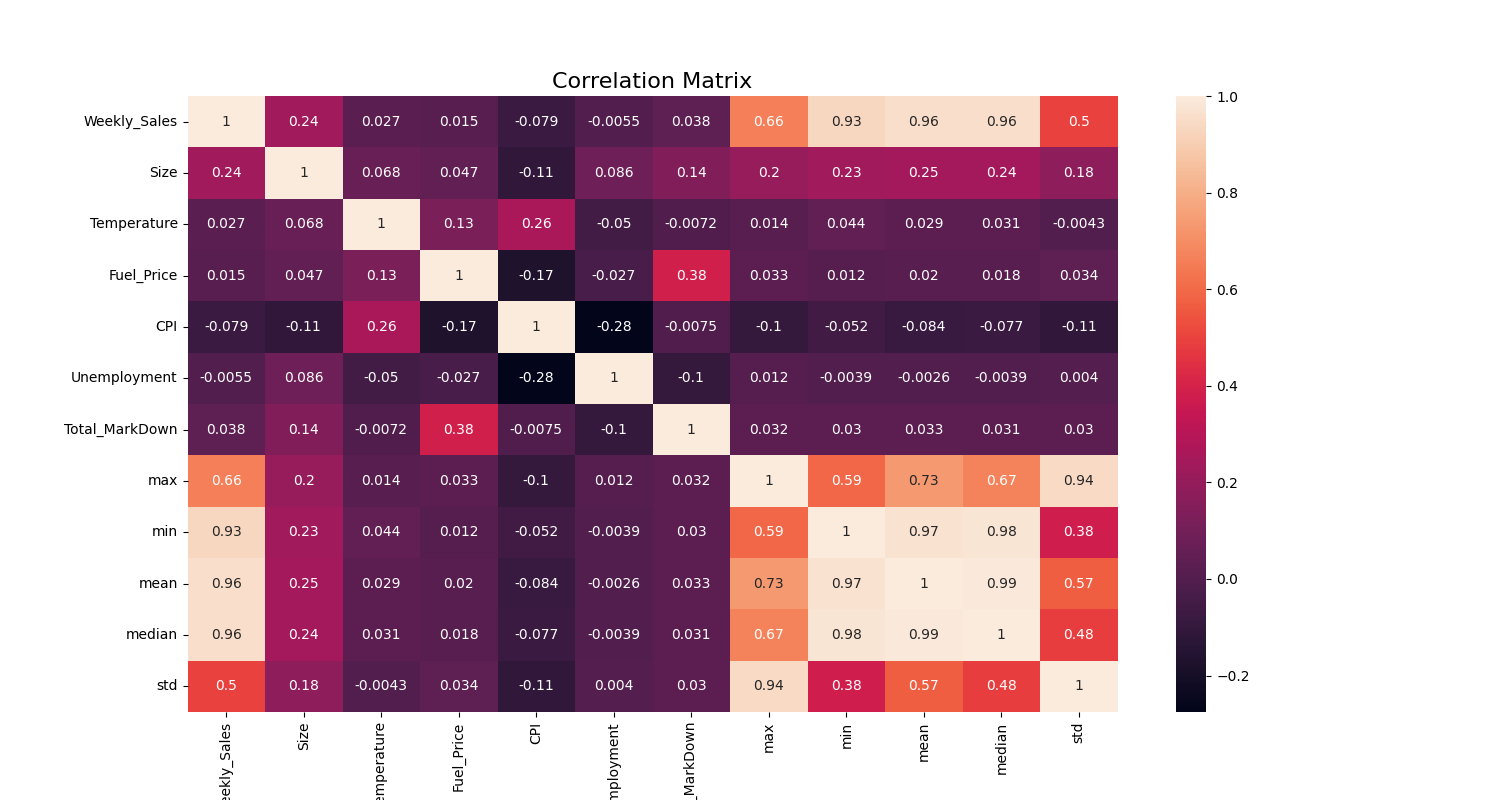 Correlation Matrix
Weekly_Sales 1 0.24 0.027 0.015 -0.079 -0.0055 0.038 0.66 0.93 0.96 0.96 0.5
Size 0.24 1 0.068 0.047 -0.11 0.086 0.14 0.2 0.23 0.25 0.24 0.18
Temperature 0.027 0.068 1 0.13 0.26 -0.05 -0.0072 0.014 0.044 0.029 0.031 -0.0043
Fuel_Price 0.015 0.047 0.13 1 -0.17 -0.027 0.38 0.033 0.012 0.02 0.018 0.034
CPI -0.079 -0.11 0.26 -0.17 1 -0.28 -0.0075 -0.1 -0.052 -0.084 -0.077 -0.11
Unemployment -0.0055 0.086 -0.05 -0.027 -0.28 1 -0.1 0.012 -0.0039 -0.0026 -0.0039 0.004
Total_MarkDown 0.038 0.14 -0.0072 0.38 -0.0075 -0.1 1 0.032 0.03 0.033 0.031 0.03
max 0.66 0.2 0.014 0.033 -0.1 0.012 0.032 1 0.59 0.73 0.67 0.94
min 0.93 0.23 0.044 0.012 -0.052 -0.0039 0.03 0.59 1 0.97 0.98 0.38
mean 0.96 0.25 0.029 0.02 -0.084 -0.0026 0.033 0.73 0.97 1 0.99 0.57
median 0.96 0.24 0.031 0.018 -0.077 -0.0039 0.031 0.67 0.98 0.99 1 0.48
std 0.5 0.18 -0.0043 0.034 -0.11 0.004 0.03 0.94 0.38 0.57 0.48 1
eekly_Sales
Size
emperature
Fuel_Price
CPI
mployment
_MarkDown
max
min
mean
median
std
1.0
0.8
0.6
0.4
0.2
0.0
−0.2